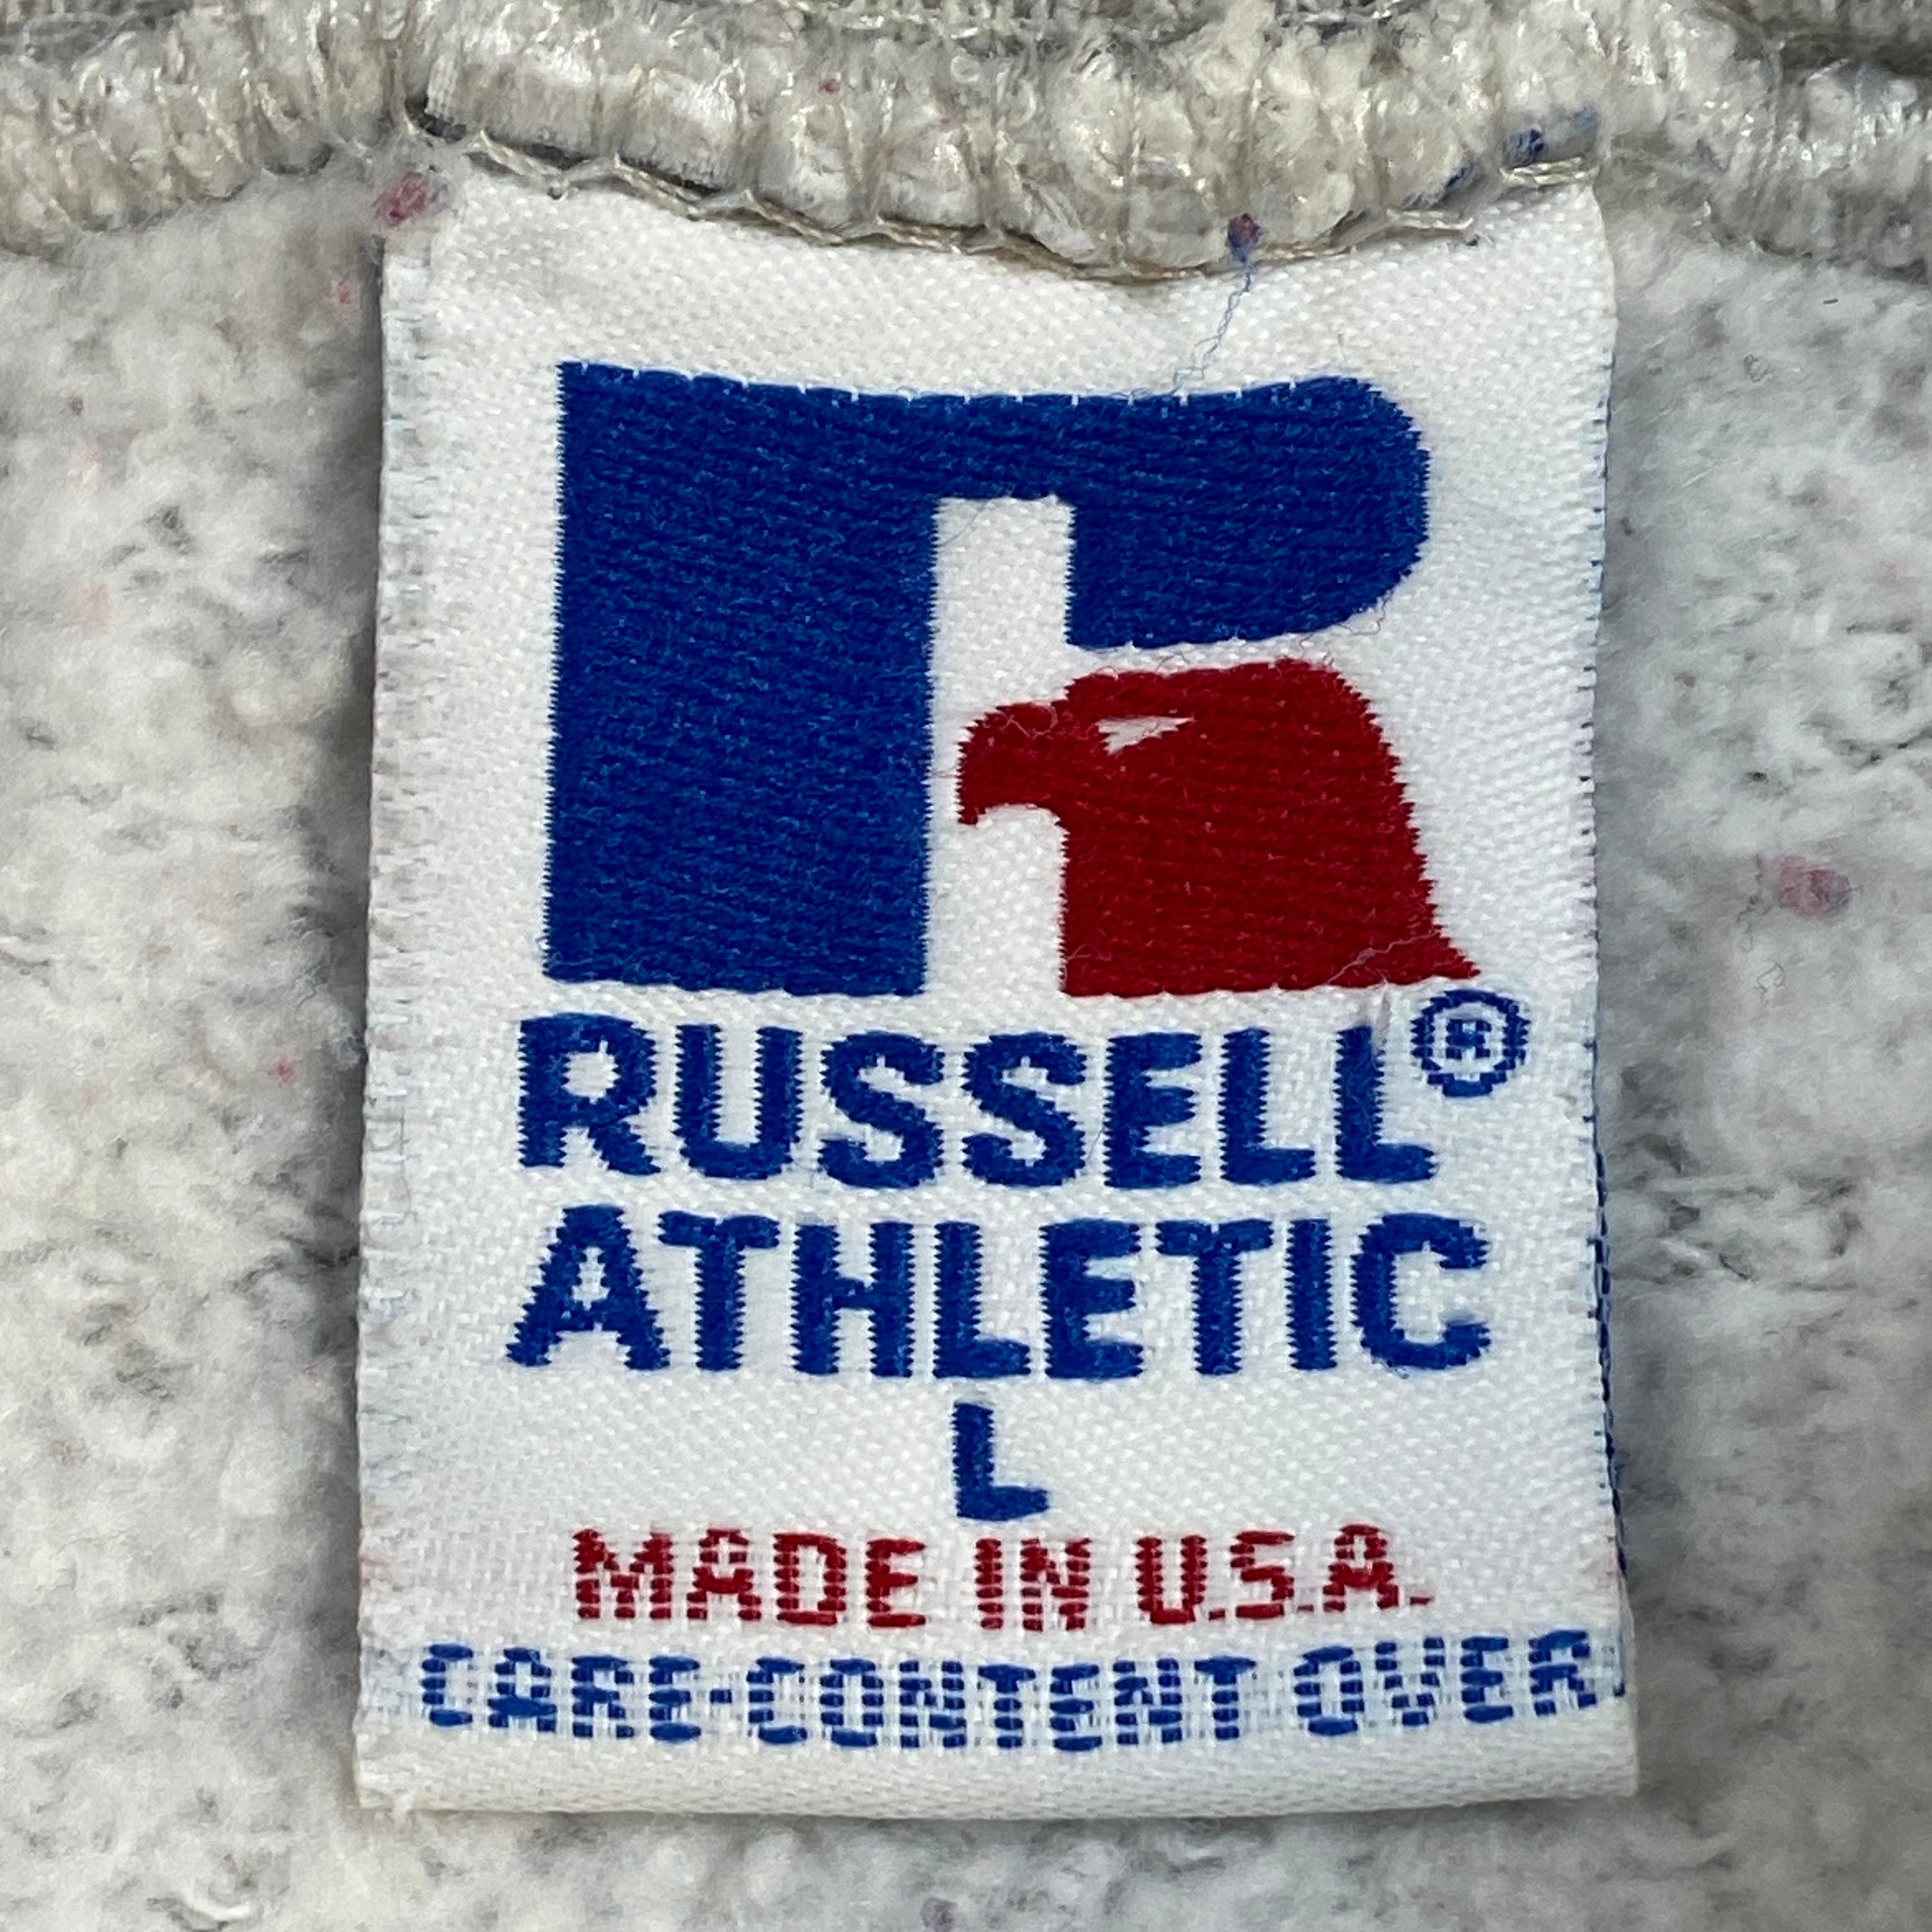 RUSSELL®
ATHLETIC
L
MADE IN U.S.A.
CARE-CONTENT OVER.